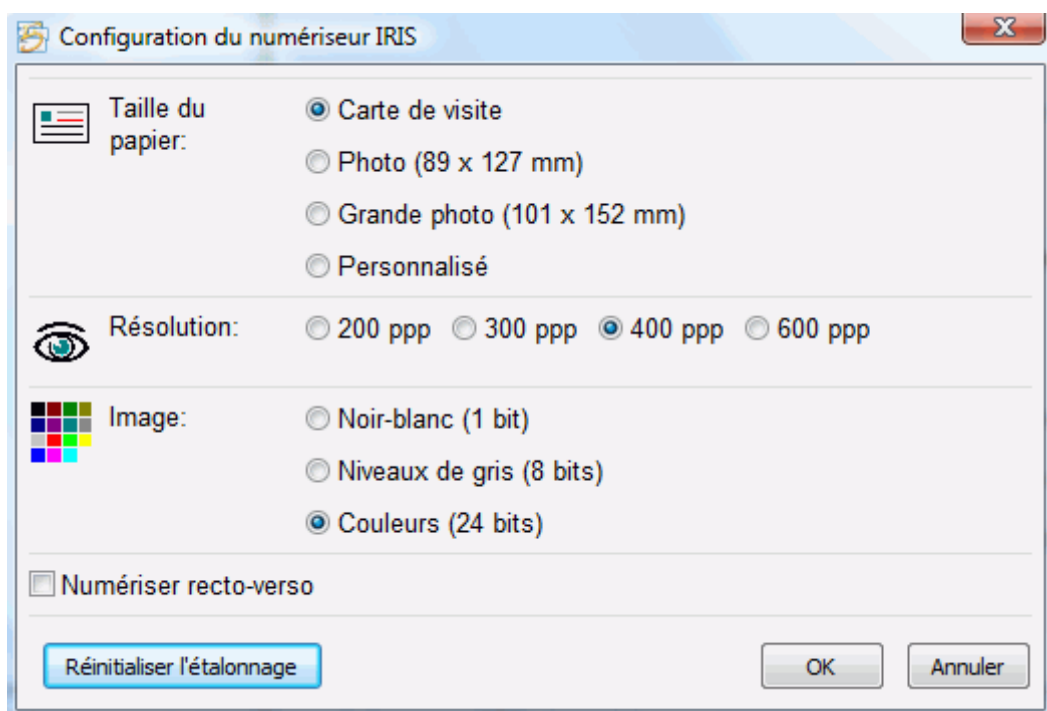 Configuration du numériseur IRIS
Taille du
papier:
Carte de visite
Photo (89 x 127 mm)
Grande photo (101 x 152 mm)
Personnalisé
Résolution: 200 ppp 300 ppp 400 ppp 600 ppp
Image: Noir-blanc (1 bit)
Niveaux de gris (8 bits)
Couleurs (24 bits)
Numériser recto-verso
Réinitialiser l'étalonnage OK Annuler